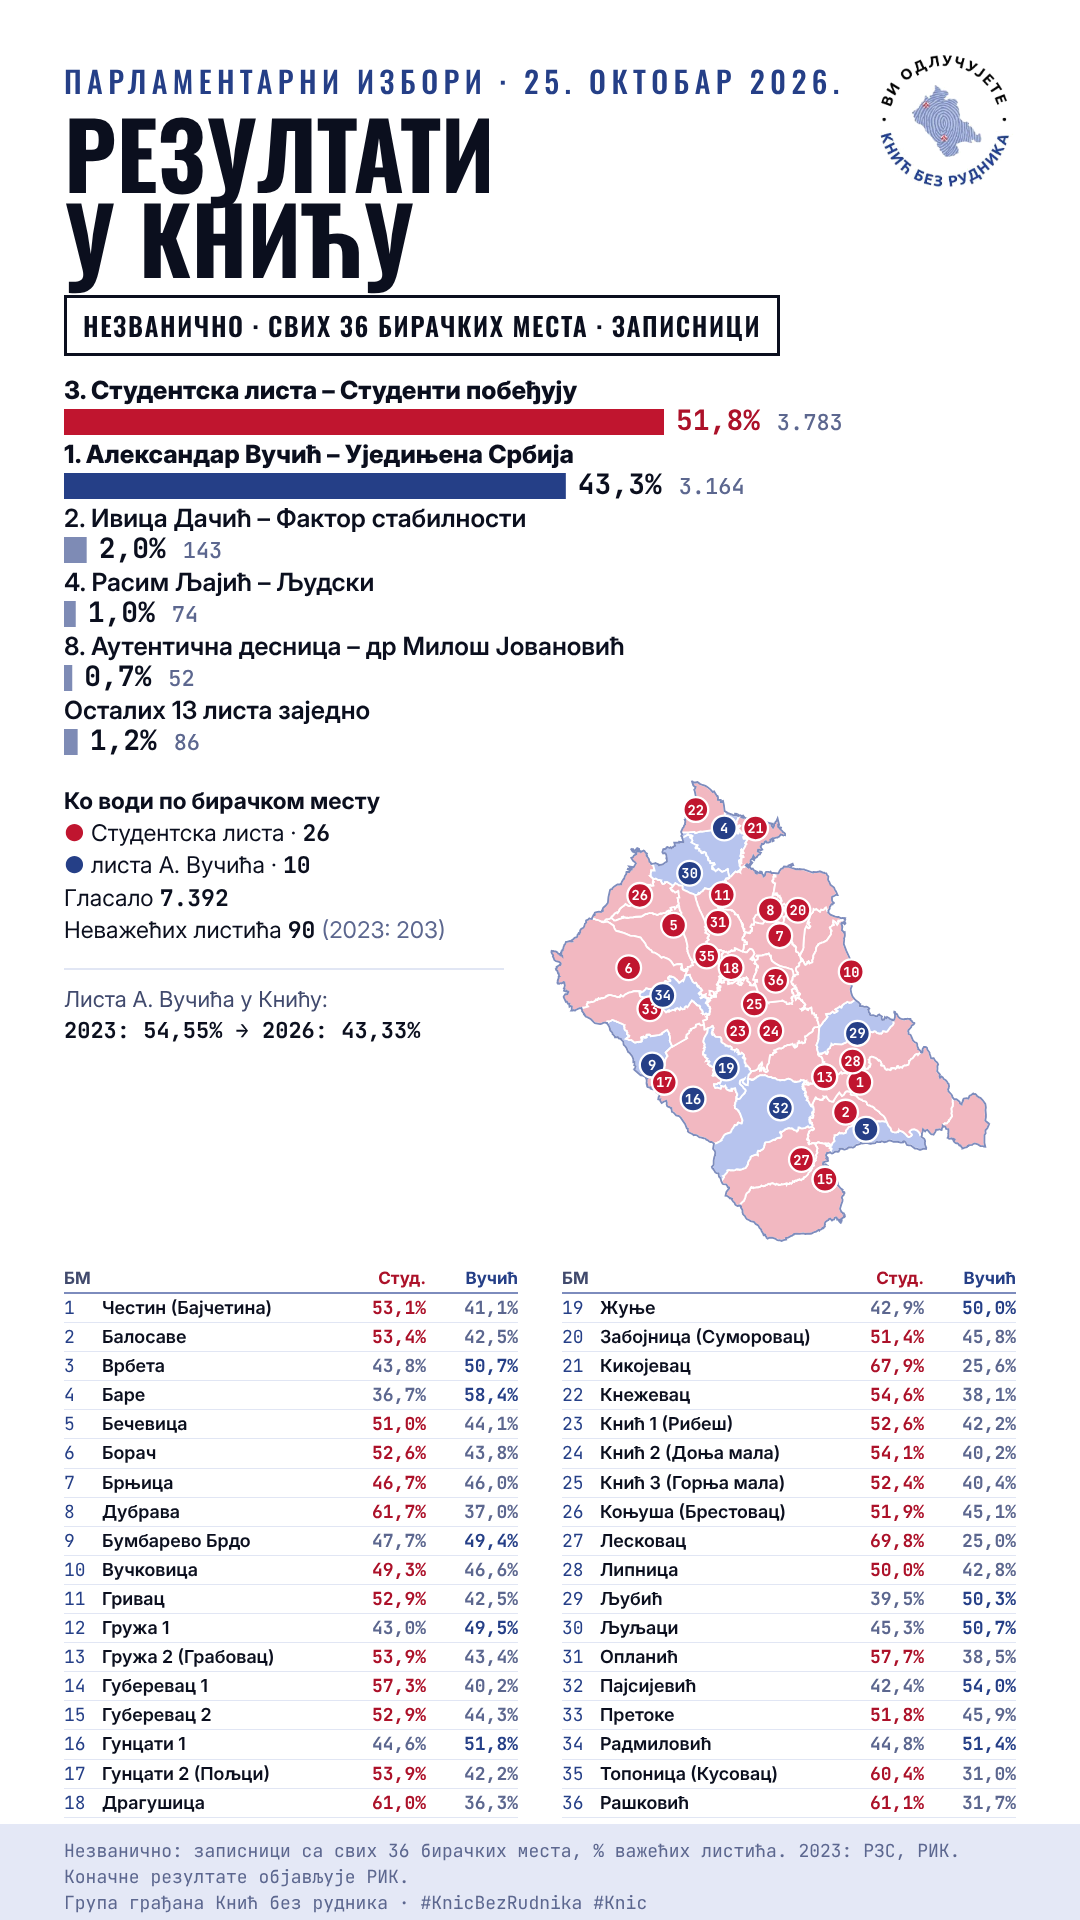 ПАРЛАМЕНТАРНИ ИЗБОРИ · 25. ОКТОБАР 2026.
· ВИ ОДЛУЧУЈЕТЕ ·
КНИЋ БЕЗ РУДНИКА
РЕЗУЛТАТИ
У КНИЋУ
НЕЗВАНИЧНО · СВИХ 36 БИРАЧКИХ МЕСТА · ЗАПИСНИЦИ
3. Студентска листа – Студенти побеђују
51,8% 3.783
1. Александар Вучић – Уједињена Србија
43,3% 3.164
2. Ивица Дачић – Фактор стабилности
2,0% 143
4. Расим Љајић – Људски
1,0% 74
8. Аутентична десница – др Милош Јовановић
0,7% 52
Осталих 13 листа заједно
1,2% 86
Ко води по бирачком месту
Студентска листа · 26
листа А. Вучића · 10
Гласало 7.392
Неважећих листића 90 (2023: 203)
Листа А. Вучића у Книћу:
2023: 54,55% → 2026: 43,33%
22
4
21
30
26
11
8
20
5
31
7
35
6
18
10
36
34
33
25
23
24
29
28
9
19
13
17
1
16
32
2
3
27
15
БМ Студ. Вучић
1 Честин (Бајчетина) 53,1% 41,1%
2 Балосаве 53,4% 42,5%
3 Врбета 43,8% 50,7%
4 Баре 36,7% 58,4%
5 Бечевица 51,0% 44,1%
6 Борач 52,6% 43,8%
7 Брњица 46,7% 46,0%
8 Дубрава 61,7% 37,0%
9 Бумбарево Брдо 47,7% 49,4%
10 Вучковица 49,3% 46,6%
11 Гривац 52,9% 42,5%
12 Гружа 1 43,0% 49,5%
13 Гружа 2 (Грабовац) 53,9% 43,4%
14 Губеревац 1 57,3% 40,2%
15 Губеревац 2 52,9% 44,3%
16 Гунцати 1 44,6% 51,8%
17 Гунцати 2 (Пољци) 53,9% 42,2%
18 Драгушица 61,0% 36,3%
БМ Студ. Вучић
19 Жуње 42,9% 50,0%
20 Забојница (Суморовац) 51,4% 45,8%
21 Кикојевац 67,9% 25,6%
22 Кнежевац 54,6% 38,1%
23 Кнић 1 (Рибеш) 52,6% 42,2%
24 Кнић 2 (Доња мала) 54,1% 40,2%
25 Кнић 3 (Горња мала) 52,4% 40,4%
26 Коњуша (Брестовац) 51,9% 45,1%
27 Лесковац 69,8% 25,0%
28 Липница 50,0% 42,8%
29 Љубић 39,5% 50,3%
30 Љуљаци 45,3% 50,7%
31 Опланић 57,7% 38,5%
32 Пајсијевић 42,4% 54,0%
33 Претоке 51,8% 45,9%
34 Радмиловић 44,8% 51,4%
35 Топоница (Кусовац) 60,4% 31,0%
36 Рашковић 61,1% 31,7%
Незванично: записници са свих 36 бирачких места, % важећих листића. 2023: РЗС, РИК.
Коначне резултате објављује РИК.
Група грађана Кнић без рудника · #KnicBezRudnika #Knic